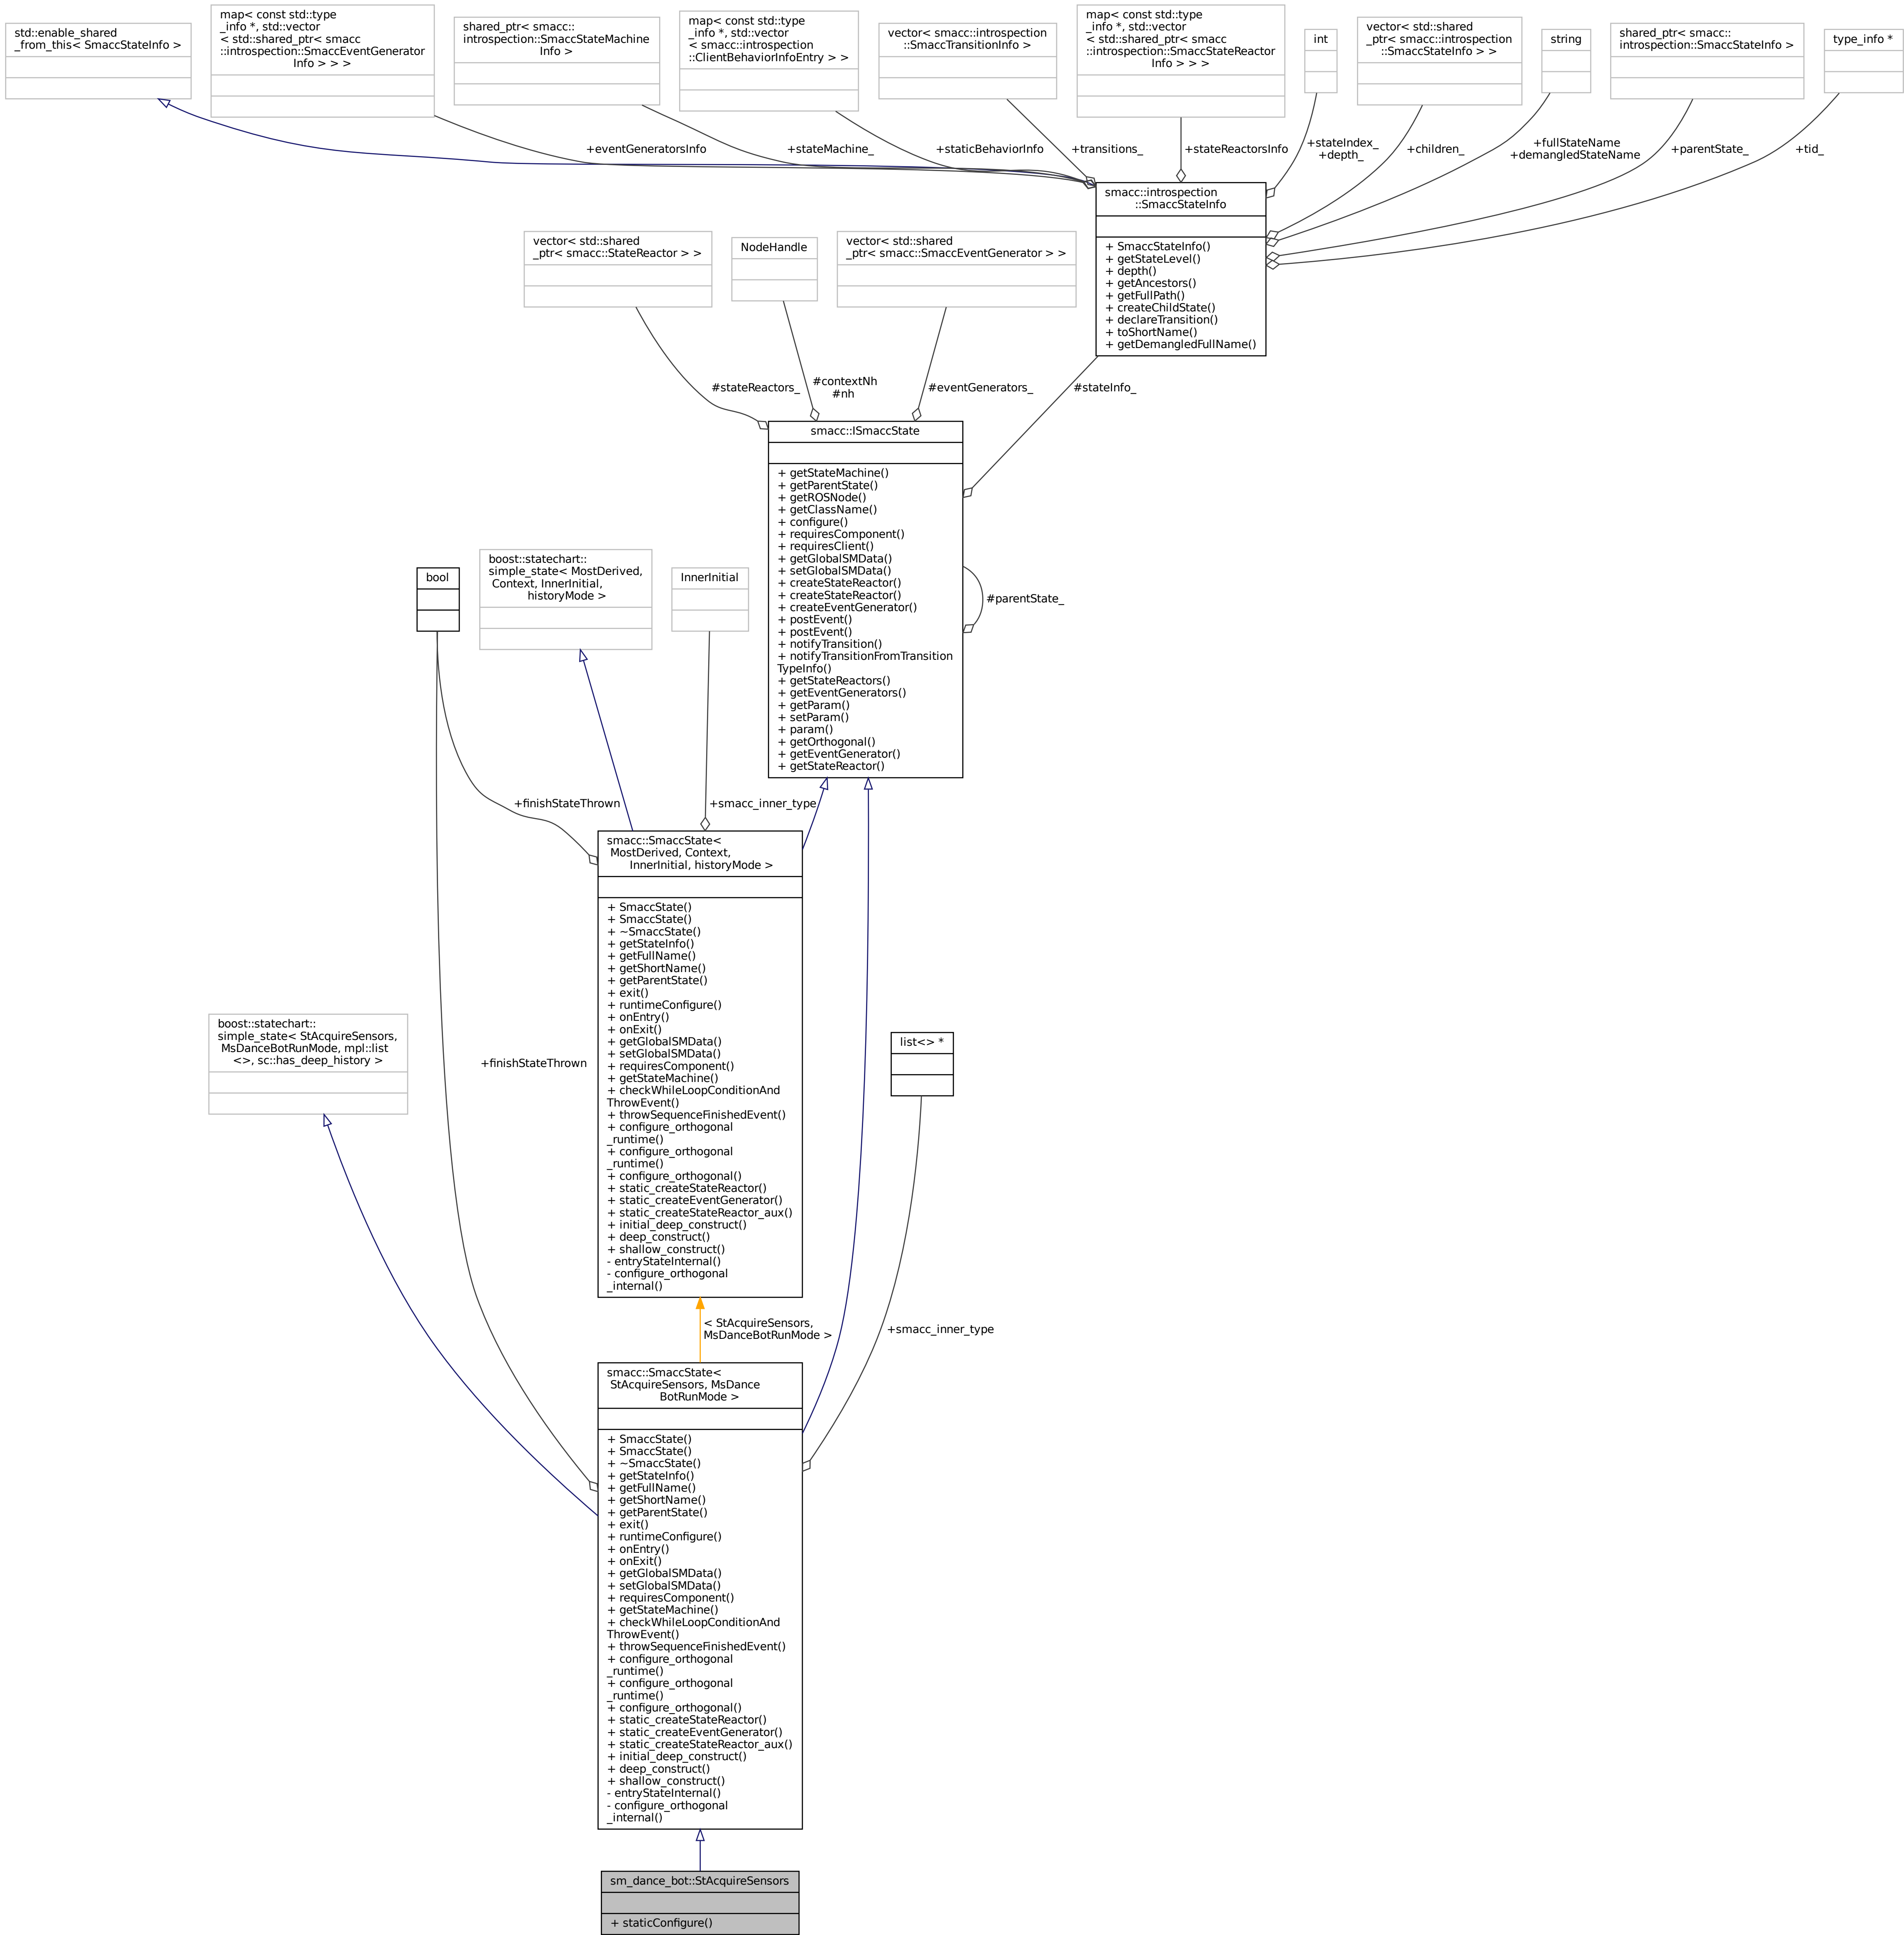 std::enable_shared
_from_this< SmaccStateInfo >
map< const std::type
_info *, std::vector
< std::shared_ptr< smacc
::introspection::SmaccEventGenerator
Info > > >
shared_ptr< smacc::
introspection::SmaccStateMachine
Info >
map< const std::type
_info *, std::vector
< smacc::introspection
::ClientBehaviorInfoEntry > >
vector< smacc::introspection
::SmaccTransitionInfo >
map< const std::type
_info *, std::vector
< std::shared_ptr< smacc
::introspection::SmaccStateReactor
Info > > >
int
vector< std::shared
_ptr< smacc::introspection
::SmaccStateInfo > >
string
shared_ptr< smacc::
introspection::SmaccStateInfo >
type_info *
+eventGeneratorsInfo
+stateMachine_
+staticBehaviorInfo
+transitions_
+stateReactorsInfo
+stateIndex_
+depth_
+children_
+fullStateName
+demangledStateName
+parentState_
+tid_
smacc::introspection
::SmaccStateInfo
+ SmaccStateInfo()
+ getStateLevel()
+ depth()
+ getAncestors()
+ getFullPath()
+ createChildState()
+ declareTransition()
+ toShortName()
+ getDemangledFullName()
vector< std::shared
_ptr< smacc::StateReactor > >
NodeHandle
vector< std::shared
_ptr< smacc::SmaccEventGenerator > >
#stateReactors_
#contextNh
#nh
#eventGenerators_
#stateInfo_
smacc::ISmaccState
+ getStateMachine()
+ getParentState()
+ getROSNode()
+ getClassName()
+ configure()
+ requiresComponent()
+ requiresClient()
+ getGlobalSMData()
+ setGlobalSMData()
+ createStateReactor()
+ createStateReactor()
+ createEventGenerator()
+ postEvent()
+ postEvent()
+ notifyTransition()
+ notifyTransitionFromTransition
TypeInfo()
+ getStateReactors()
+ getEventGenerators()
+ getParam()
+ setParam()
+ param()
+ getOrthogonal()
+ getEventGenerator()
+ getStateReactor()
#parentState_
bool
boost::statechart::
simple_state< MostDerived,
Context, InnerInitial,
historyMode >
InnerInitial
+finishStateThrown
+smacc_inner_type
smacc::SmaccState<
MostDerived, Context,
InnerInitial, historyMode >
+ SmaccState()
+ SmaccState()
+ ~SmaccState()
+ getStateInfo()
+ getFullName()
+ getShortName()
+ getParentState()
+ exit()
+ runtimeConfigure()
+ onEntry()
+ onExit()
+ getGlobalSMData()
+ setGlobalSMData()
+ requiresComponent()
+ getStateMachine()
+ checkWhileLoopConditionAnd
ThrowEvent()
+ throwSequenceFinishedEvent()
+ configure_orthogonal
_runtime()
+ configure_orthogonal
_runtime()
+ configure_orthogonal()
+ static_createStateReactor()
+ static_createEventGenerator()
+ static_createStateReactor_aux()
+ initial_deep_construct()
+ deep_construct()
+ shallow_construct()
- entryStateInternal()
- configure_orthogonal
_internal()
boost::statechart::
simple_state< StAcquireSensors,
MsDanceBotRunMode, mpl::list
<>, sc::has_deep_history >
+finishStateThrown
list<> *
< StAcquireSensors,
MsDanceBotRunMode >
+smacc_inner_type
smacc::SmaccState<
StAcquireSensors, MsDance
BotRunMode >
+ SmaccState()
+ SmaccState()
+ ~SmaccState()
+ getStateInfo()
+ getFullName()
+ getShortName()
+ getParentState()
+ exit()
+ runtimeConfigure()
+ onEntry()
+ onExit()
+ getGlobalSMData()
+ setGlobalSMData()
+ requiresComponent()
+ getStateMachine()
+ checkWhileLoopConditionAnd
ThrowEvent()
+ throwSequenceFinishedEvent()
+ configure_orthogonal
_runtime()
+ configure_orthogonal
_runtime()
+ configure_orthogonal()
+ static_createStateReactor()
+ static_createEventGenerator()
+ static_createStateReactor_aux()
+ initial_deep_construct()
+ deep_construct()
+ shallow_construct()
- entryStateInternal()
- configure_orthogonal
_internal()
sm_dance_bot::StAcquireSensors
+ staticConfigure()